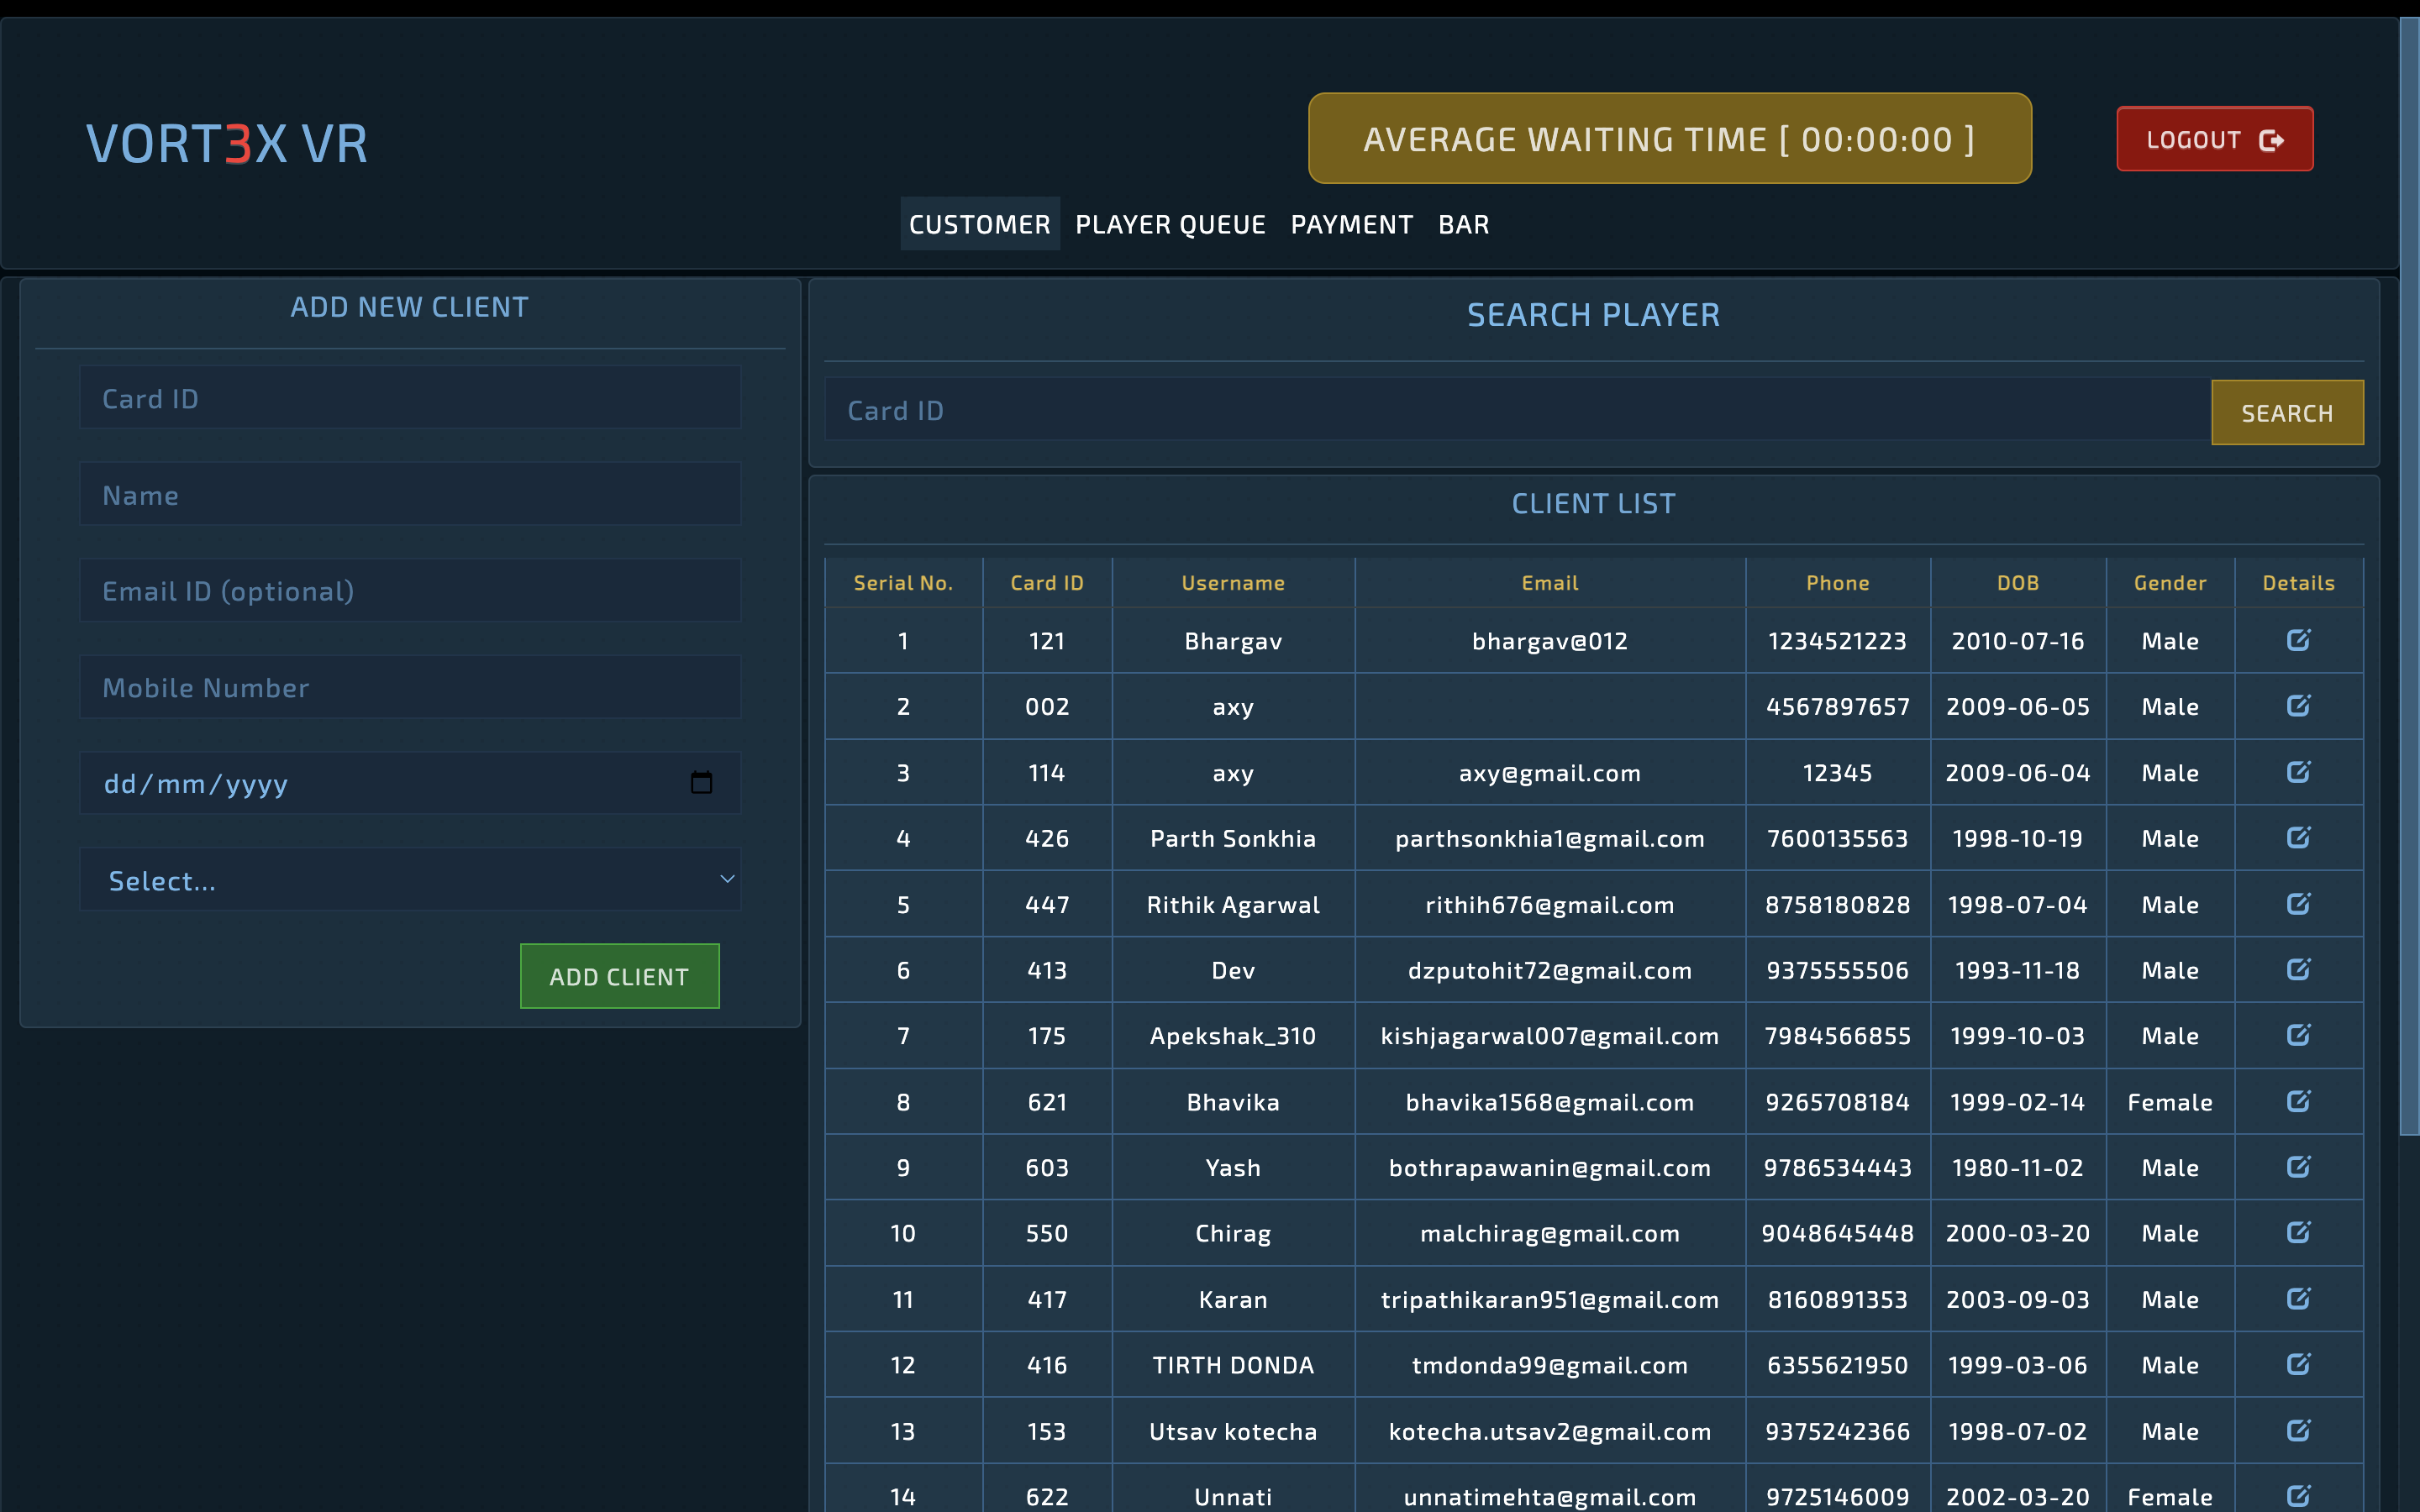 VORT3X VR
AVERAGE WAITING TIME [ 00:00:00 ]
LOGOUT
CUSTOMER PLAYER QUEUE PAYMENT BAR
ADD NEW CLIENT
Card ID
Name
Email ID (optional)
Mobile Number
dd/mm/yyyy
Select...
ADD CLIENT
SEARCH PLAYER
Card ID
SEARCH
CLIENT LIST
Serial No. Card ID Username Email Phone DOB Gender Details
1 121 Bhargav bhargav@012 1234521223 2010-07-16 Male
2 002 axy 4567897657 2009-06-05 Male
3 114 axy axy@gmail.com 12345 2009-06-04 Male
4 426 Parth Sonkhia parthsonkhia1@gmail.com 7600135563 1998-10-19 Male
5 447 Rithik Agarwal rithih676@gmail.com 8758180828 1998-07-04 Male
6 413 Dev dzputohit72@gmail.com 9375555506 1993-11-18 Male
7 175 Apekshak_310 kishjagarwal007@gmail.com 7984566855 1999-10-03 Male
8 621 Bhavika bhavika1568@gmail.com 9265708184 1999-02-14 Female
9 603 Yash bothrapawanin@gmail.com 9786534443 1980-11-02 Male
10 550 Chirag malchirag@gmail.com 9048645448 2000-03-20 Male
11 417 Karan tripathikaran951@gmail.com 8160891353 2003-09-03 Male
12 416 TIRTH DONDA tmdonda99@gmail.com 6355621950 1999-03-06 Male
13 153 Utsav kotecha kotecha.utsav2@gmail.com 9375242366 1998-07-02 Male
14 622 Unnati unnatimehta@gmail.com 9725146009 2002-03-20 Female